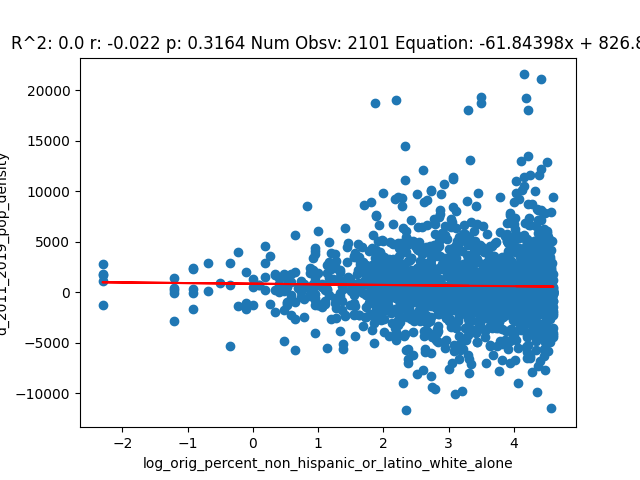 R^2: 0.0 r: -0.022 p: 0.3164 Num Obsv: 2101 Equation: -61.84398x + 826.8
20000
15000
10000
5000
0
−5000
−10000
d_2011_2019_pop_density
−2 −1 0 1 2 3 4
log_orig_percent_non_hispanic_or_latino_white_alone